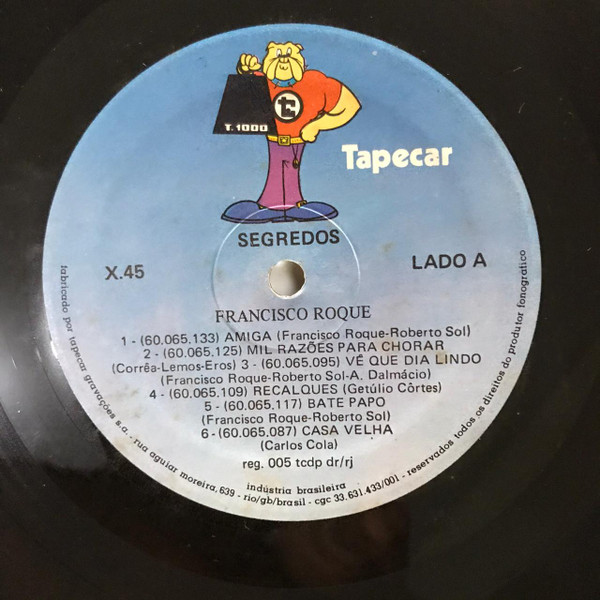 T.1000
Tapecar
SEGREDOS
X.45
LADO A
FRANCISCO ROQUE
1 - (60.065.133) AMIGA (Francisco Roque-Roberto Sol)
2 - (60.065.125) MIL RAZÕES PARA CHORAR
(Corrêa-Lemos-Eros) 3 - (60.065.095) VÊ QUE DIA LINDO
(Francisco Roque-Roberto Sol-A. Dalmácio)
4 - (60.065.109) RECALQUES (Getúlio Côrtes)
5 - (60.065.117) BATE PAPO
(Francisco Roque-Roberto Sol)
6 - (60.065.087) CASA VELHA
(Carlos Cola)
reg. 005 tcdp dr/rj
indústria brasileira
fabricado por tapecar gravações s.a. - rua aguiar moreira, 639 - rio/gb/brasil - cgc 33.631.433/001 - reservados todos os direitos do produtor fonográfico